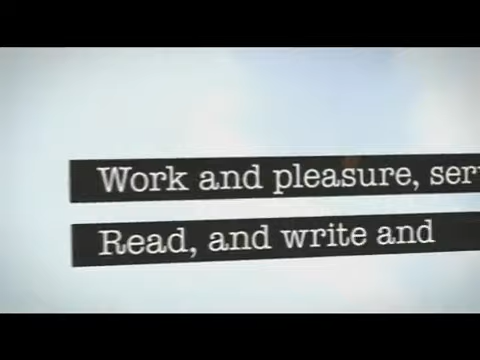 Work and pleasure,
Read, and write and